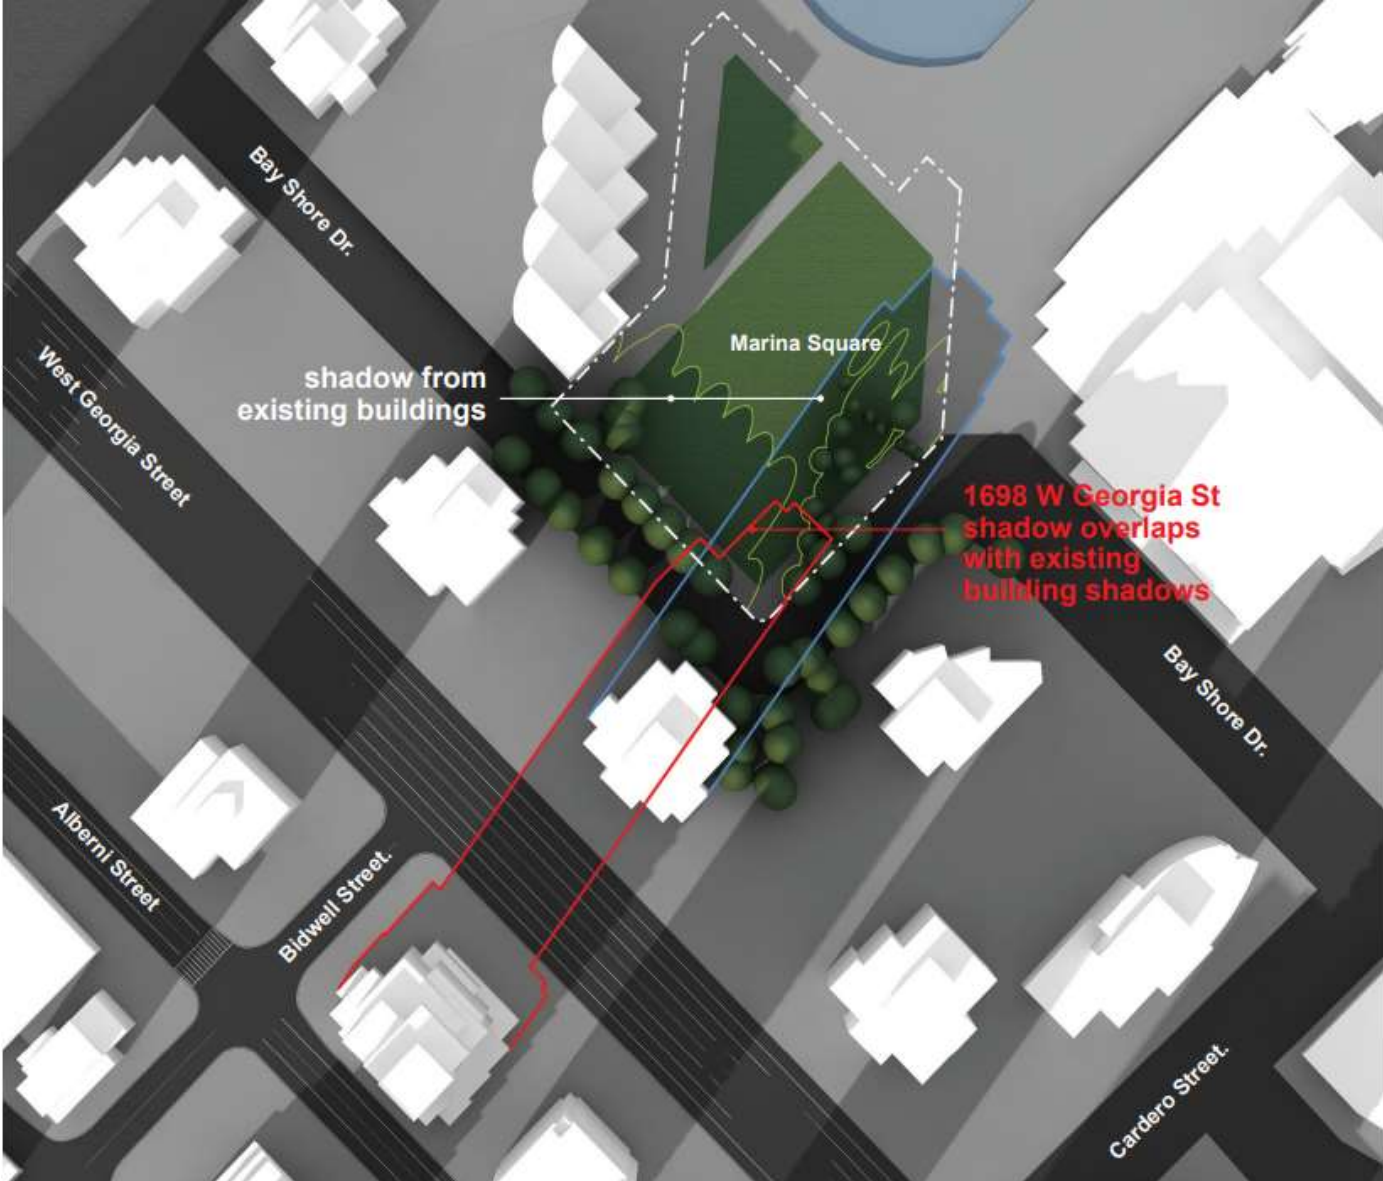 Bay Shore Dr.
West Georgia Street
Marina Square
shadow from
existing buildings
1698 W Georgia St
shadow overlaps
with existing
building shadows
Bay Shore Dr.
Alberni Street
Bidwell Street.
Cardero Street.